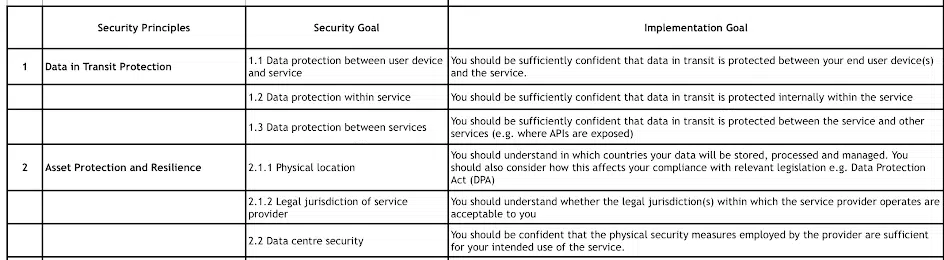 Security Principles Security Goal Implementation Goal
1 Data in Transit Protection 1.1 Data protection between user device You should be sufficiently confident that data in transit is protected between your end user device(s)
and service and the service.
1.2 Data protection within service You should be sufficiently confident that data in transit is protected internally within the service
1.3 Data protection between services You should be sufficiently confident that data in transit is protected between the service and other
services (e.g. where APIs are exposed)
2 Asset Protection and Resilience 2.1.1 Physical location You should understand in which countries your data will be stored, processed and managed. You
should also consider how this affects your compliance with relevant legislation e.g. Data Protection
Act (DPA)
2.1.2 Legal jurisdiction of service You should understand whether the legal jurisdiction(s) within which the service provider operates are
provider acceptable to you
2.2 Data centre security You should be confident that the physical security measures employed by the provider are sufficient
for your intended use of the service.